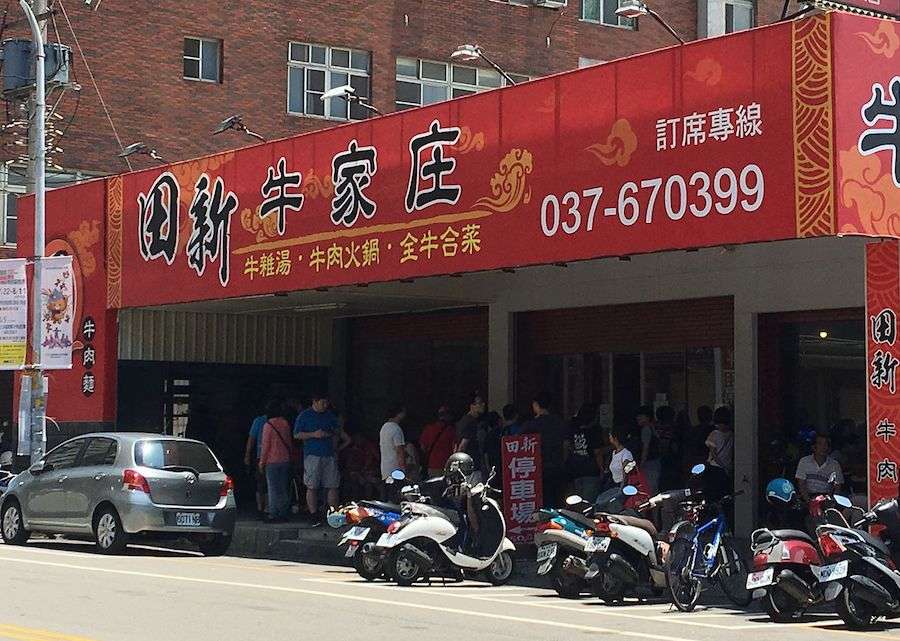 田新牛家庄
牛雜湯·牛肉火鍋·全牛合菜
訂席專線
037-670399
牛
牛肉麵
田新
停車場
田新牛肉